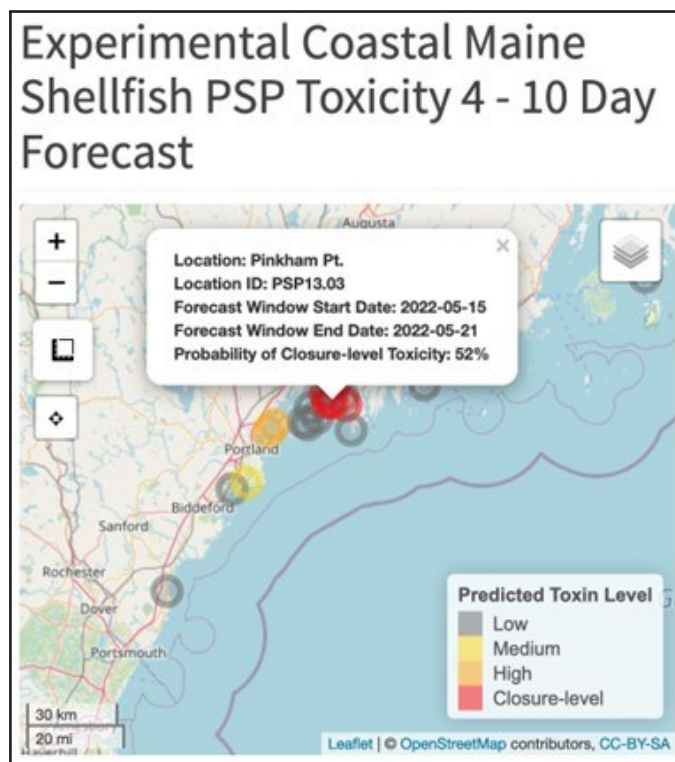 Experimental Coastal Maine
Shellfish PSP Toxicity 4 - 10 Day
Forecast
Augusta
+
−
×
Location: Pinkham Pt.
Location ID: PSP13.03
Forecast Window Start Date: 2022-05-15
Forecast Window End Date: 2022-05-21
Probability of Closure-level Toxicity: 52%
Portland
Biddeford
Sanford
Rochester
Dover
Portsmouth
Predicted Toxin Level
Low
Medium
High
Closure-level
30 km
20 mi
Haverhill
Leaflet | © OpenStreetMap contributors, CC-BY-SA